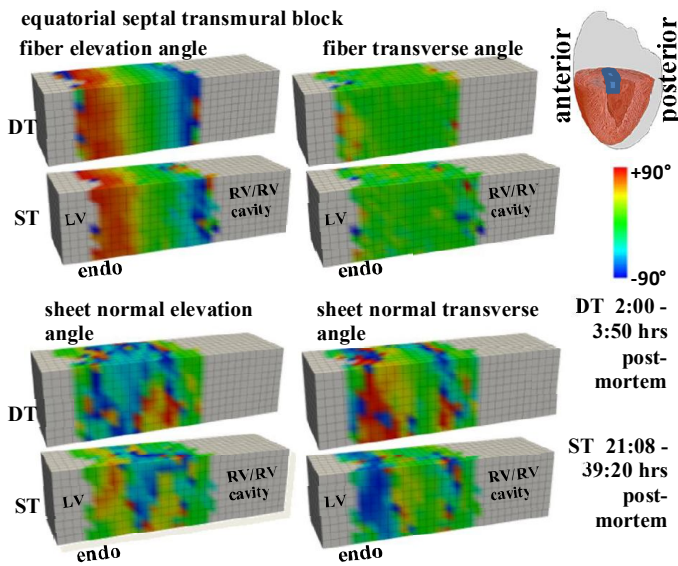 equatorial septal transmural block
fiber elevation angle
fiber transverse angle
anterior
posterior
DT
ST
LV
RV/RV
cavity
endo
LV
RV/RV
cavity
endo
+90°
-90°
sheet normal elevation
angle
sheet normal transverse
angle
DT
ST
LV
RV/RV
cavity
endo
LV
RV/RV
cavity
endo
DT 2:00 -
3:50 hrs
post-
mortem
ST 21:08 -
39:20 hrs
post-
mortem